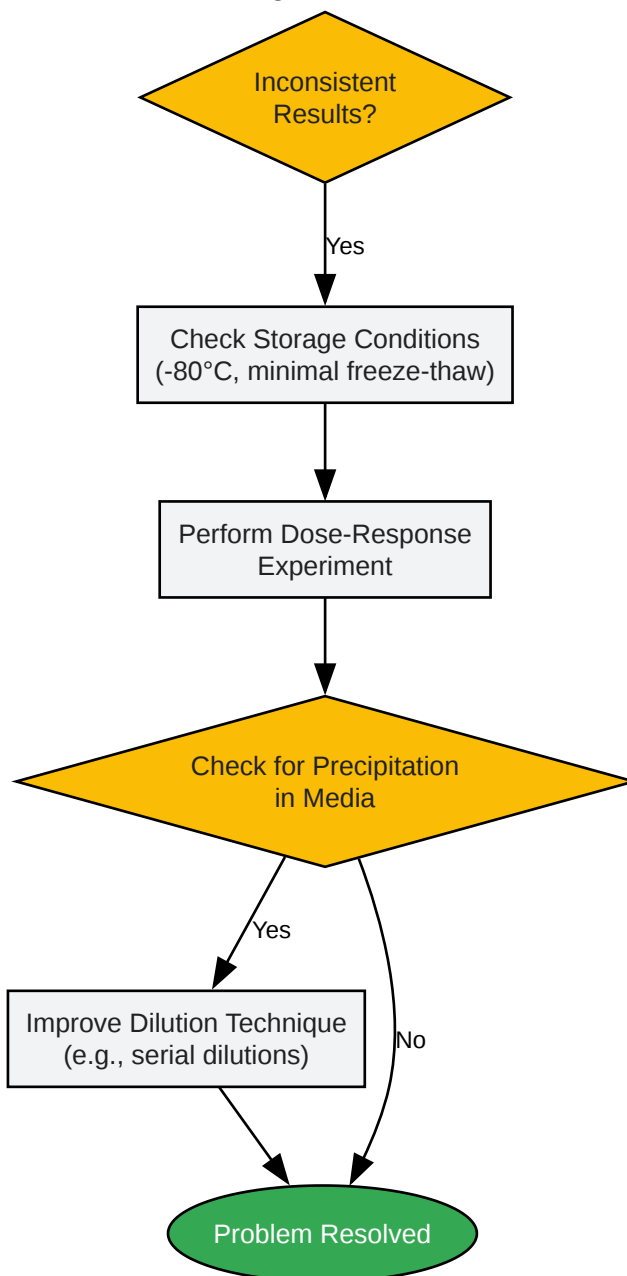 Inconsistent
Results?
Yes
Check Storage Conditions
(-80°C, minimal freeze-thaw)
Perform Dose-Response
Experiment
Check for Precipitation
in Media
Yes
Improve Dilution Technique
(e.g., serial dilutions)
No
Problem Resolved